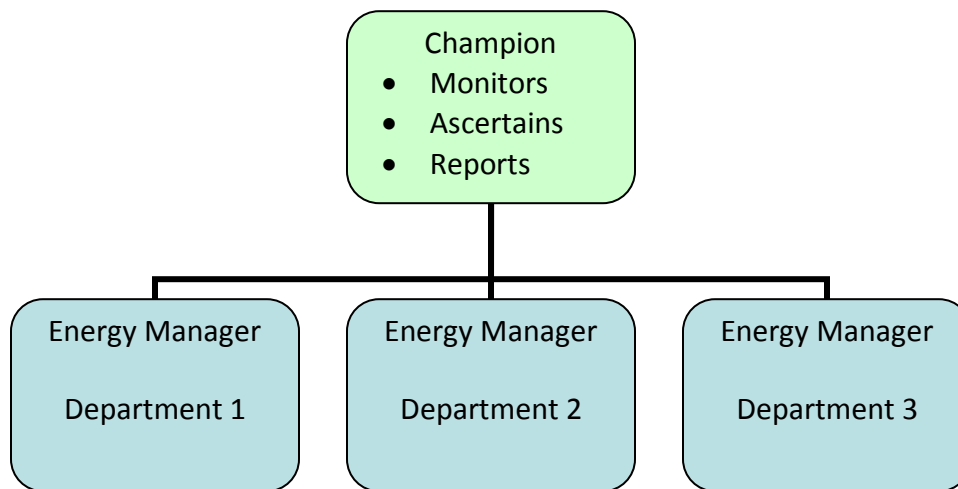 Champion
• Monitors
• Ascertains
• Reports
Energy Manager
Department 1
Energy Manager
Department 2
Energy Manager
Department 3